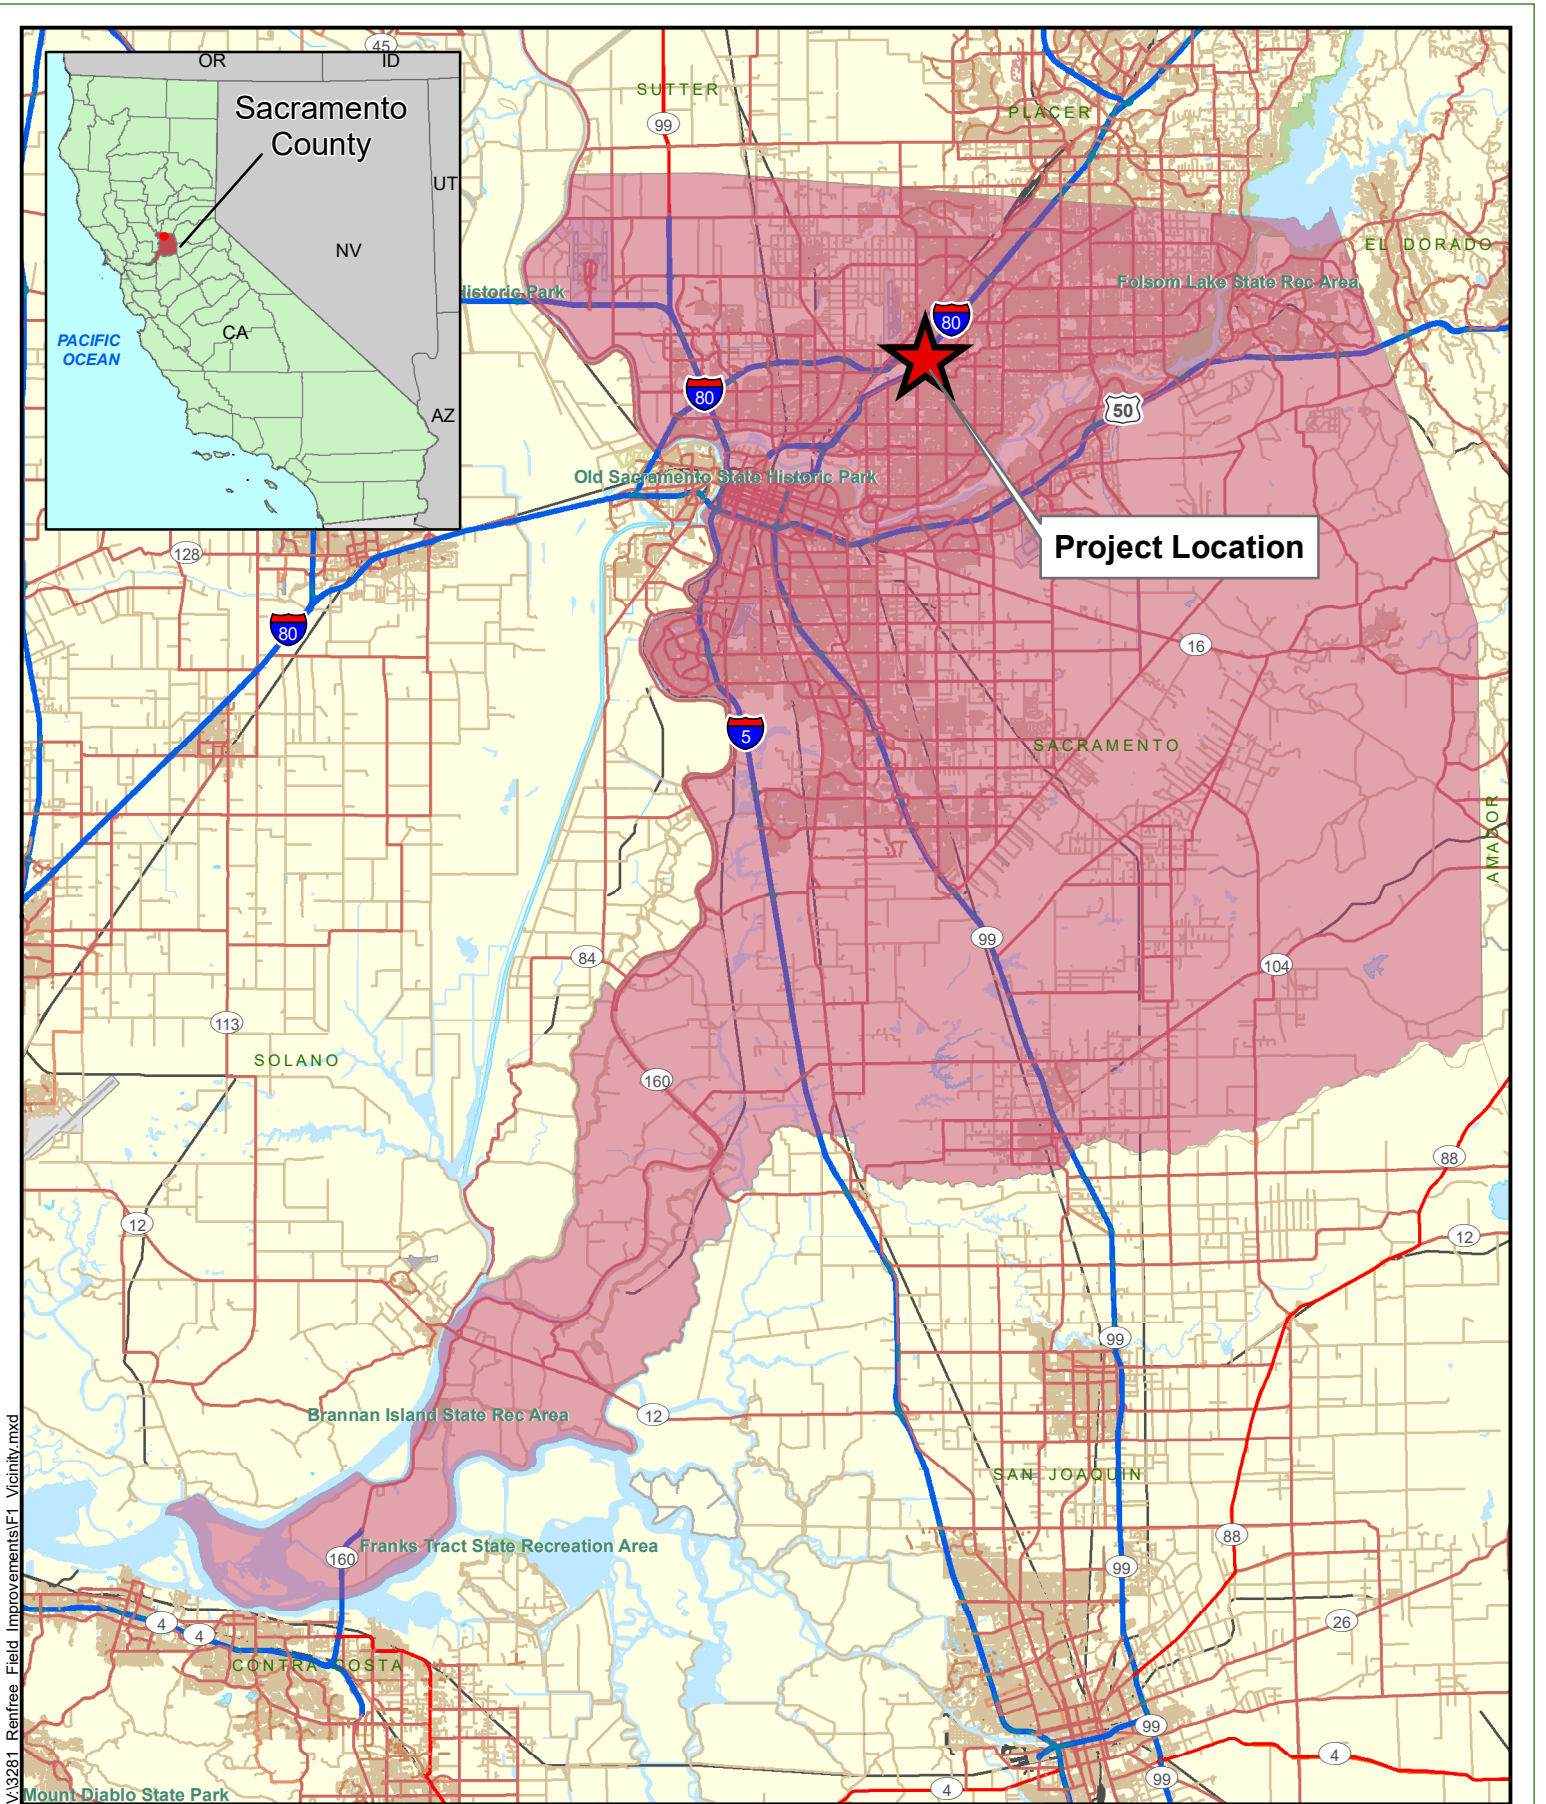 45
OR
ID
Sacramento
County
UT
NV
CA
PACIFIC
OCEAN
AZ
SUTTER
99
PLACER
EL DORADO
Historic Park
Folsom Lake State Rec Area
80
80
50
Old Sacramento State Historic Park
Project Location
128
80
16
5
SACRAMENTO
AMADOR
99
84
104
113
SOLANO
160
88
12
12
99
Brannan Island State Rec Area
12
SAN JOAQUIN
88
Franks Tract State Recreation Area
160
99
4
4
26
CONTRA COSTA
99
4
99
4
Mount Diablo State Park
V:\3281 Renfree Field Improvements\F1 Vicinity.mxd